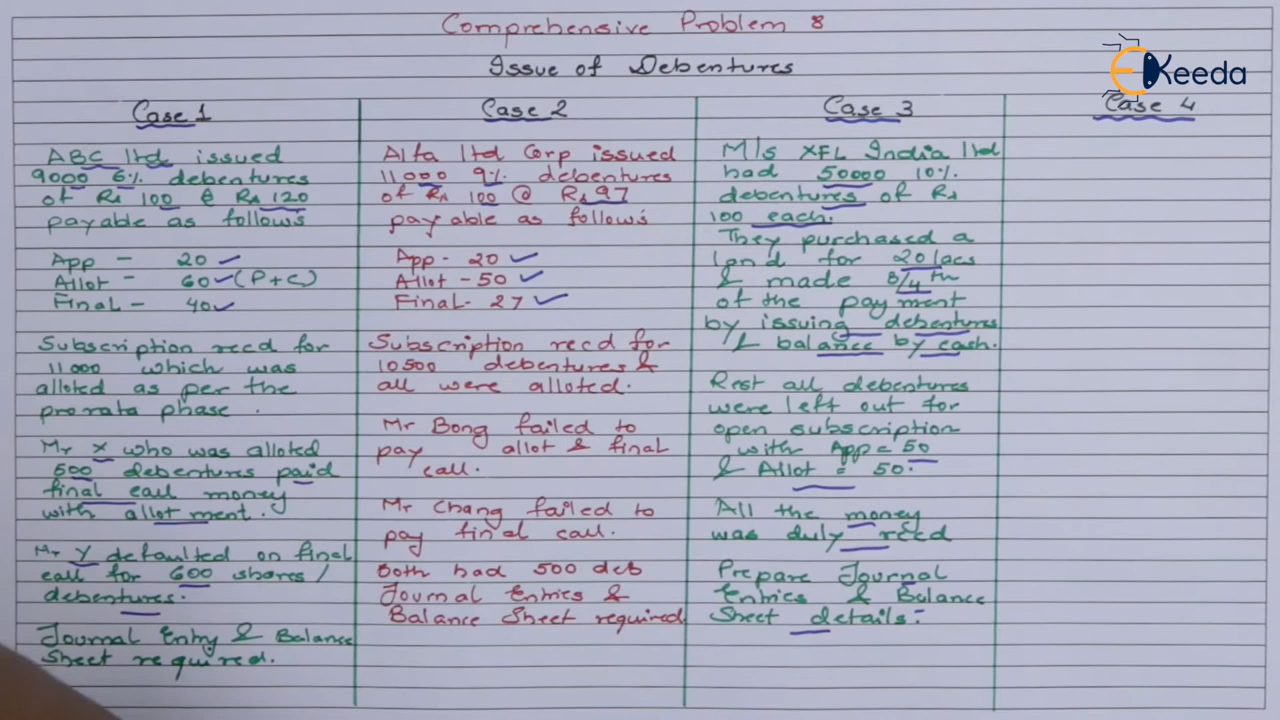 Comprehensive Problem 8
Issue of Debentures
Keeda
Case 1
ABC ltd issued
9000 6% debentures
of Rs 100 @ Rs 120
payable as follows
App - 20
Allot - 60 (P+C)
Final - 40
Subscription recd for
11000 which was
alloted as per the
prorata phase.
Mr X who was alloted
500 debentures paid
final call money
with allotment.
Mr Y defaulted on final
call for 600 shares/
debentures.
Journal Entry & Balance
Sheet required.
Case 2
Alfa ltd Corp issued
11000 9% debentures
of Rs 100 @ Rs 97
payable as follows
App - 20
Allot - 50
Final - 27
Subscription recd for
10500 debentures &
all were alloted.
Mr Bong failed to
pay allot & final
call.
Mr Chang failed to
pay final call.
Both had 500 deb
Journal Entries &
Balance Sheet required
Case 3
M/s XFL India ltd
had 50000 10%
debentures of Rs
100 each.
They purchased a
land for 20 lacs
& made 3/4th
of the payment
by issuing debentures
& balance by cash.
Rest all debentures
were left out for
open subscription
with App = 50
& Allot = 50.
All the money
was duly recd
Prepare Journal
Entries & Balance
Sheet details:
Case 4